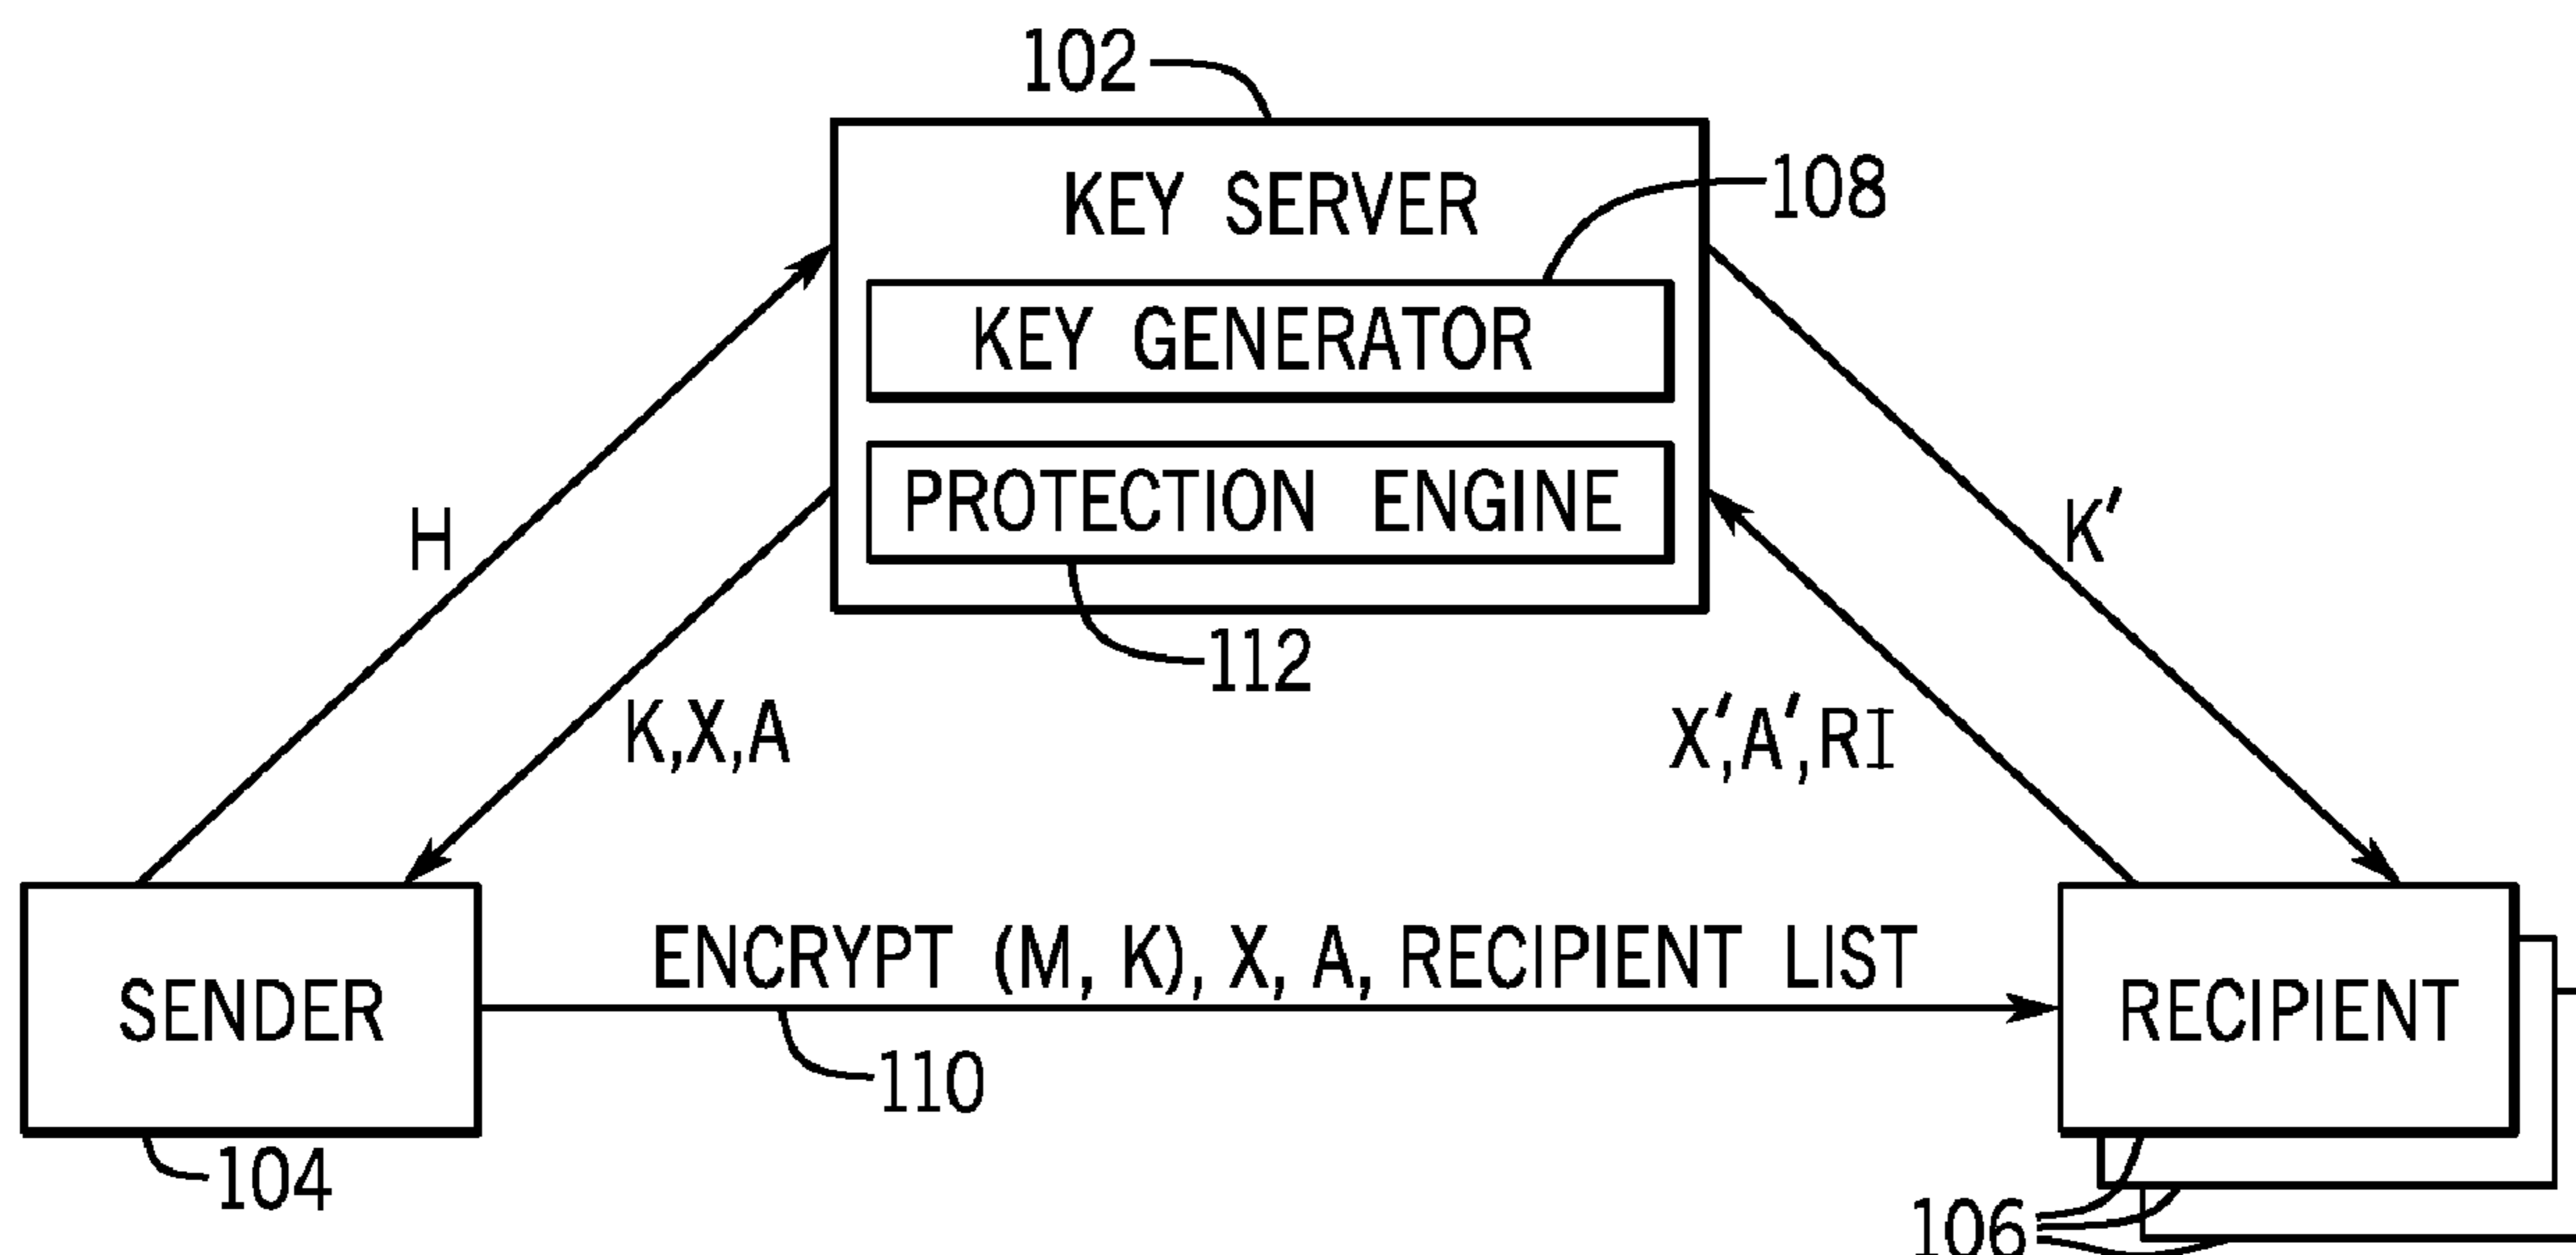 102
KEY SERVER
108
KEY GENERATOR
PROTECTION ENGINE
112
H
K,X,A
K′
X′,A′,RI
ENCRYPT (M, K), X, A, RECIPIENT LIST
SENDER
RECIPIENT
110
104
106